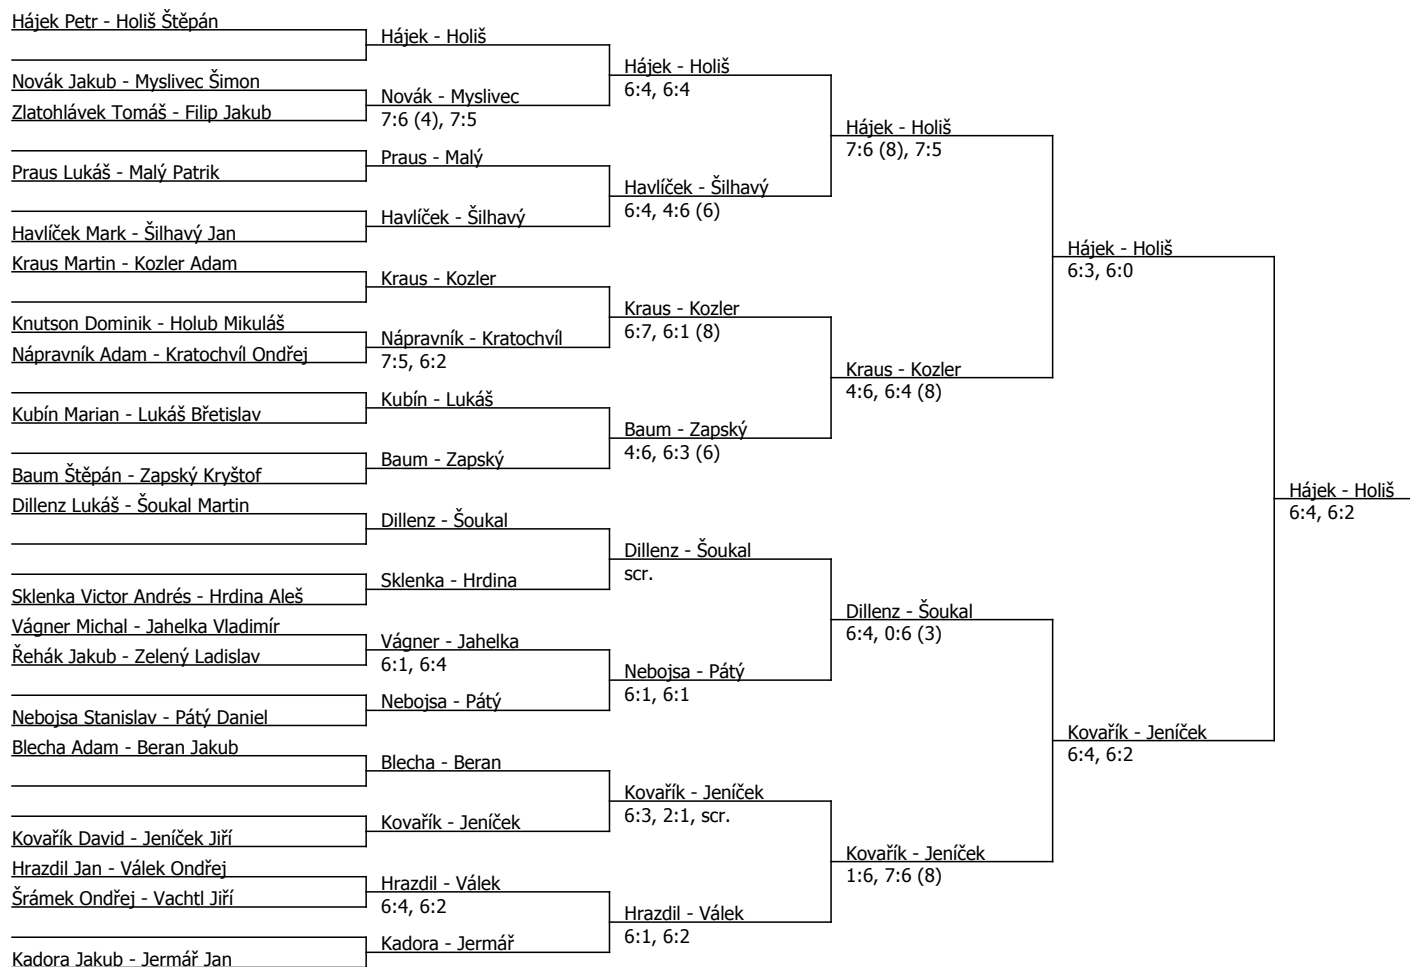 Hájek Petr - Holiš Štěpán
Novák Jakub - Myslivec Šimon
Zlatohlávek Tomáš - Filip Jakub
Praus Lukáš - Malý Patrik
Havlíček Mark - Šilhavý Jan
Kraus Martin - Kozler Adam
Knutson Dominik - Holub Mikuláš
Nápravník Adam - Kratochvíl Ondřej
Kubín Marian - Lukáš Břetislav
Baum Štěpán - Zapský Kryštof
Dillenz Lukáš - Šoukal Martin
Sklenka Victor Andrés - Hrdina Aleš
Vágner Michal - Jahelka Vladimír
Řehák Jakub - Zelený Ladislav
Nebojsa Stanislav - Pátý Daniel
Blecha Adam - Beran Jakub
Kovařík David - Jeníček Jiří
Hrazdil Jan - Válek Ondřej
Šrámek Ondřej - Vachtl Jiří
Kadora Jakub - Jermář Jan
Hájek - Holiš
Novák - Myslivec
7:6 (4), 7:5
Praus - Malý
Havlíček - Šilhavý
Kraus - Kozler
Nápravník - Kratochvíl
7:5, 6:2
Kubín - Lukáš
Baum - Zapský
Dillenz - Šoukal
Sklenka - Hrdina
Vágner - Jahelka
6:1, 6:4
Nebojsa - Pátý
Blecha - Beran
Kovařík - Jeníček
Hrazdil - Válek
6:4, 6:2
Kadora - Jermář
Hájek - Holiš
6:4, 6:4
Havlíček - Šilhavý
6:4, 4:6 (6)
Kraus - Kozler
6:7, 6:1 (8)
Baum - Zapský
4:6, 6:3 (6)
Dillenz - Šoukal
scr.
Nebojsa - Pátý
6:1, 6:1
Kovařík - Jeníček
6:3, 2:1, scr.
Hrazdil - Válek
6:1, 6:2
Hájek - Holiš
7:6 (8), 7:5
Kraus - Kozler
4:6, 6:4 (8)
Dillenz - Šoukal
6:4, 0:6 (3)
Kovařík - Jeníček
1:6, 7:6 (8)
Hájek - Holiš
6:3, 6:0
Kovařík - Jeníček
6:4, 6:2
Hájek - Holiš
6:4, 6:2